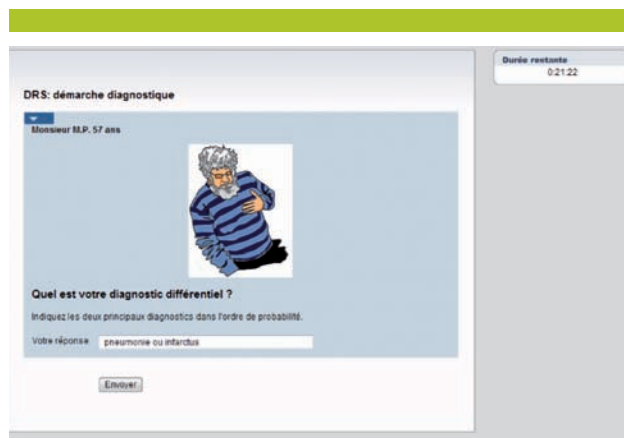 Durée restante
0:21:22
DRS: démarche diagnostique
Monsieur M.P. 57 ans
Quel est votre diagnostic différentiel ?
Indiquez les deux principaux diagnostics dans l'ordre de probabilité.
Votre réponse pneumonie ou infarctus
Envoyer